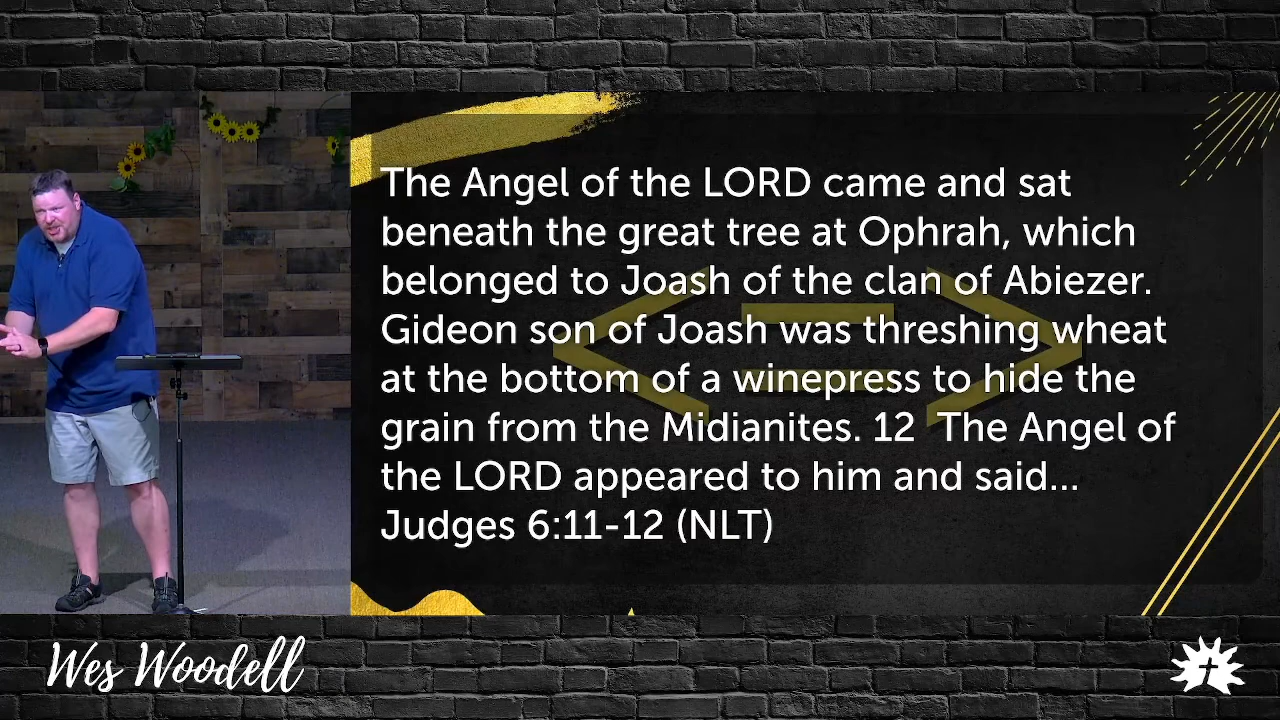 The Angel of the LORD came and sat
beneath the great tree at Ophrah, which
belonged to Joash of the clan of Abiezer.
Gideon son of Joash was threshing wheat
at the bottom of a winepress to hide the
grain from the Midianites. 12  The Angel of
the LORD appeared to him and said...
Judges 6:11-12 (NLT)
Wes Woodell